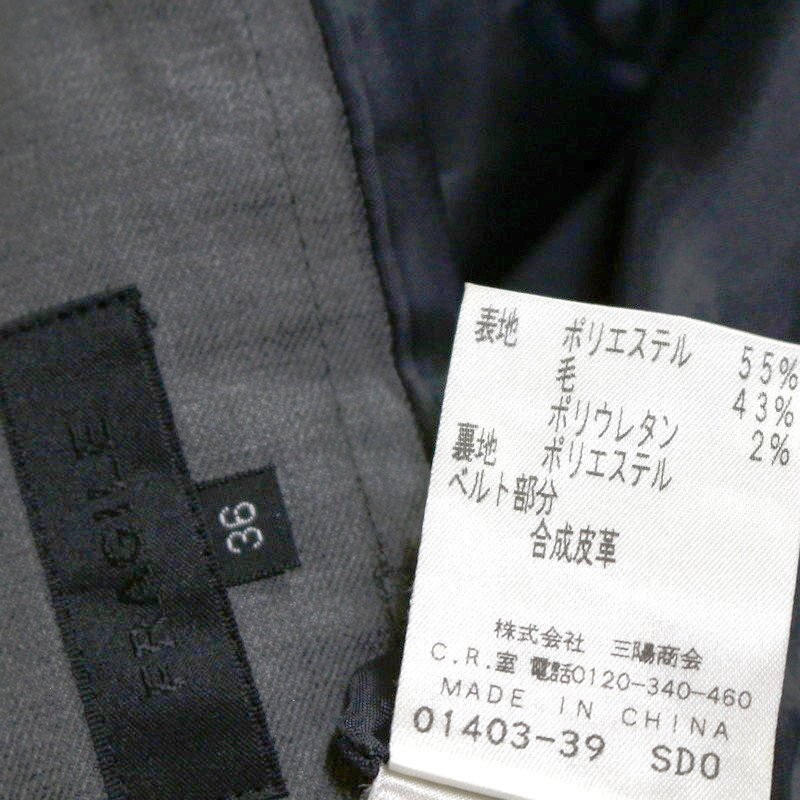 FRAGILE
36
表地 ポリエステル 55%
毛 43%
ポリウレタン 2%
裏地 ポリエステル
ベルト部分
合成皮革
株式会社 三陽商会
C.R.室 電話0120-340-460
MADE IN CHINA
01403-39 SD0